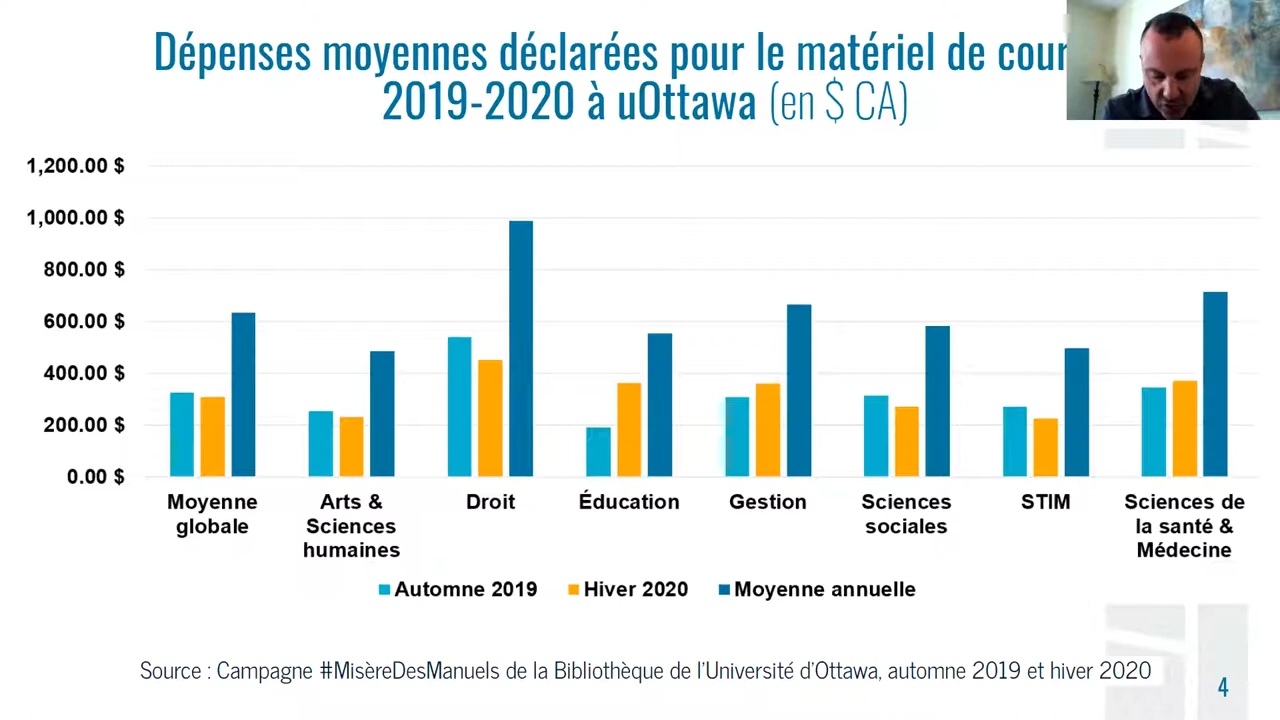 Dépenses moyennes déclarées pour le matériel de
2019-2020 à uOttawa (en $ CA)
1,200.00 $
1,000.00 $
800.00 $
600.00 $
400.00 $
200.00 $
0.00 $
Moyenne globale
Arts & Sciences humaines
Droit
Éducation
Gestion
Sciences sociales
STIM
Sciences de la santé & Médecine
Automne 2019
Hiver 2020
Moyenne annuelle
Source : Campagne #MisèreDesManuels de la Bibliothèque de l'Université d'Ottawa, automne 2019 et hiver 2020
4